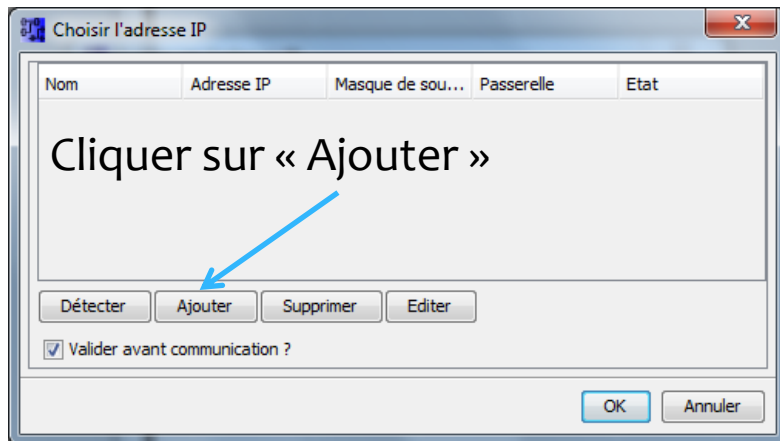 Choisir l'adresse IP
Nom Adresse IP Masque de sou... Passerelle Etat
Cliquer sur « Ajouter »
Détecter Ajouter Supprimer Editer
Valider avant communication ?
OK Annuler